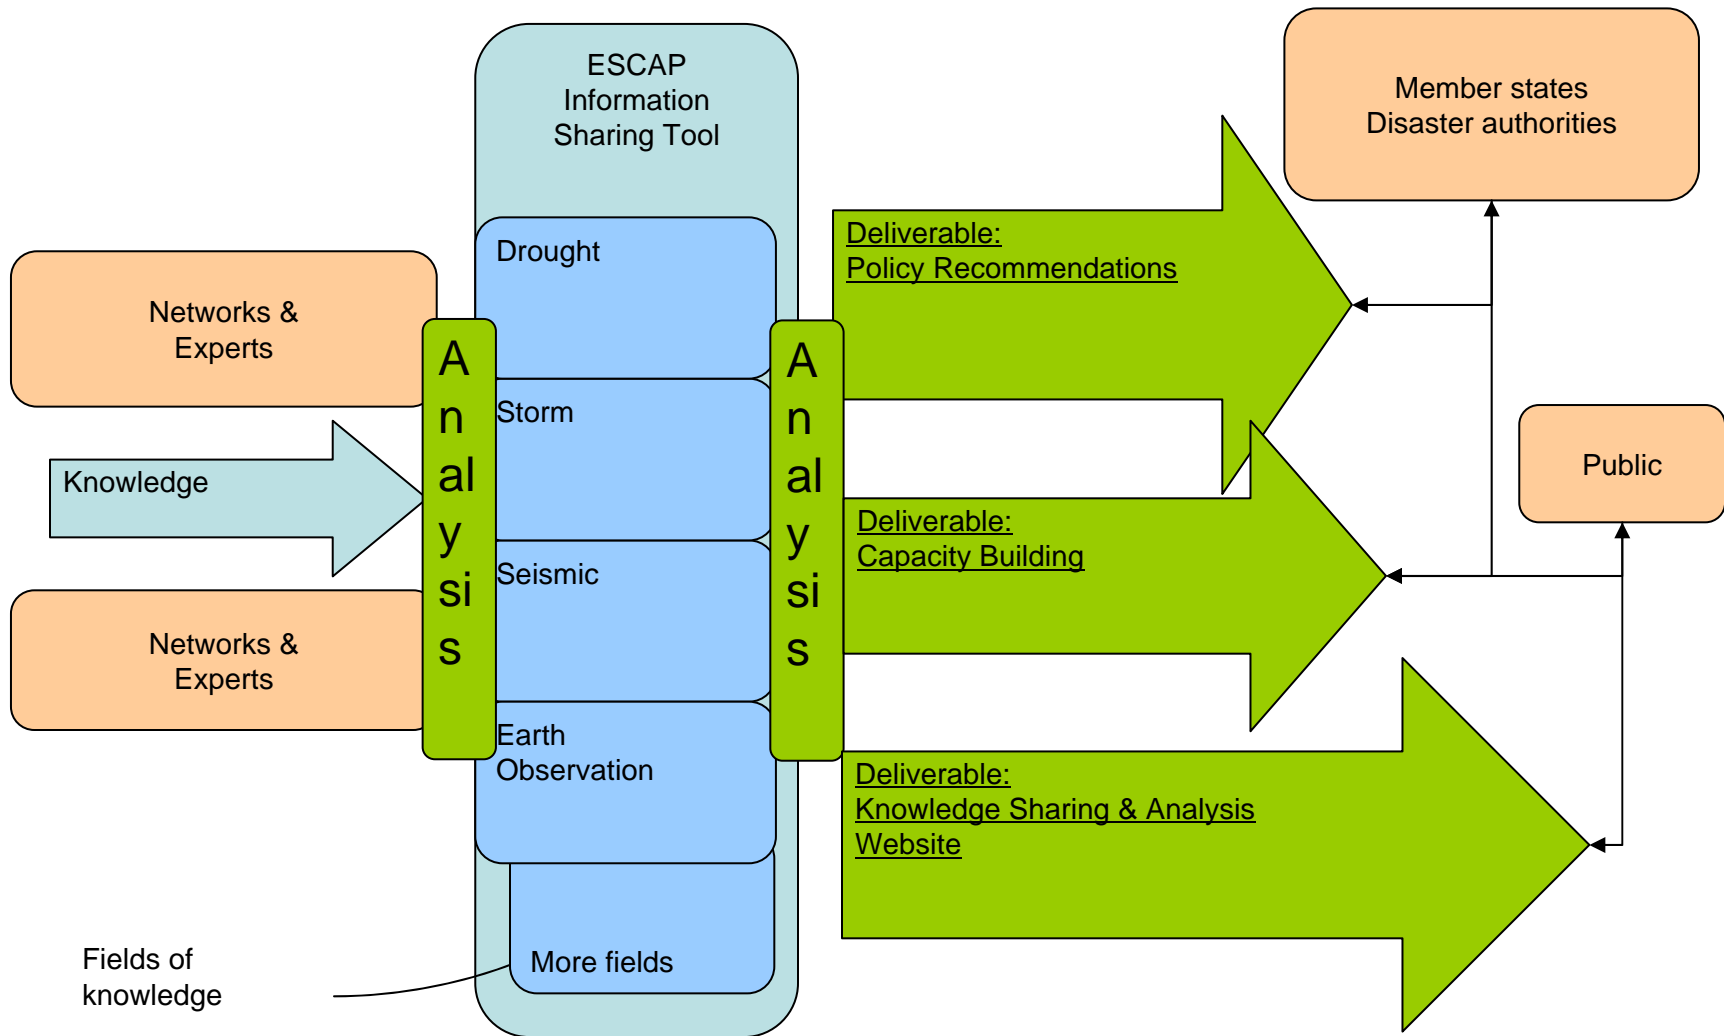 ESCAP
Information
Sharing Tool
Member states
Disaster authorities
Networks &
Experts
Knowledge
Networks &
Experts
A
n
al
y
si
s
Drought
Storm
Seismic
Earth
Observation
More fields
Fields of
knowledge
A
n
al
y
si
s
Deliverable:
Policy Recommendations
Deliverable:
Capacity Building
Deliverable:
Knowledge Sharing & Analysis
Website
Public